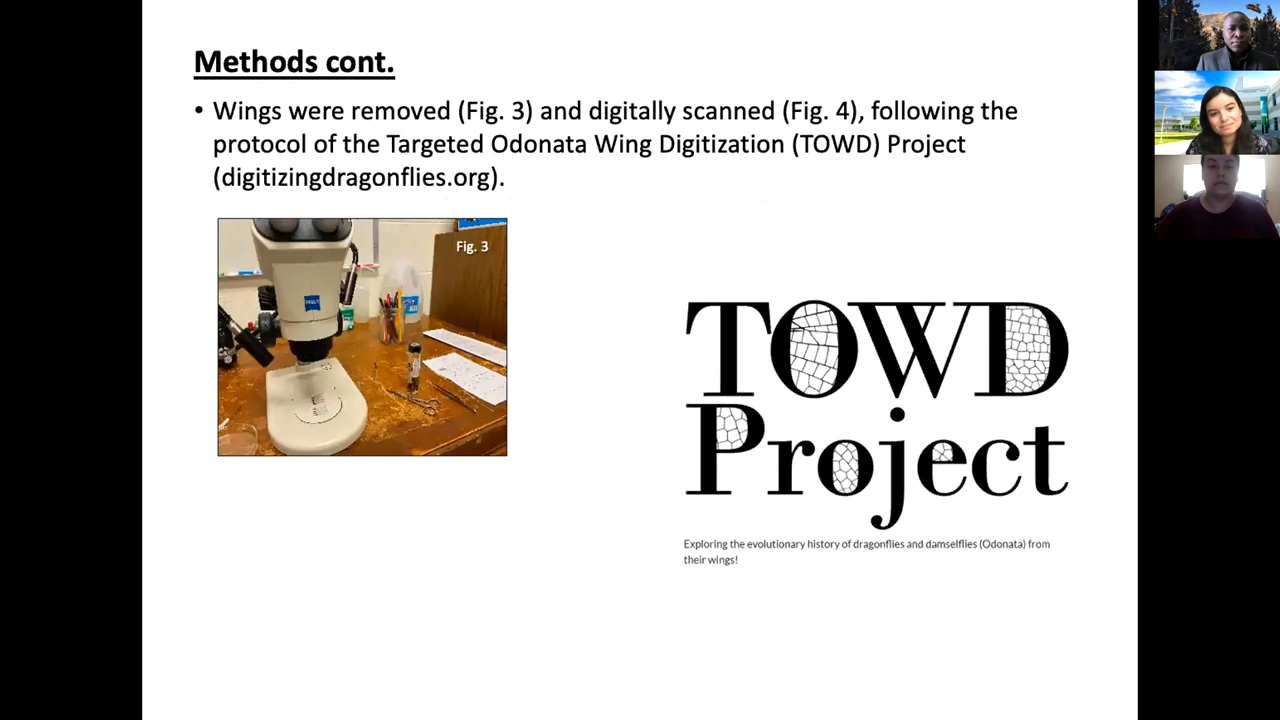 Methods cont.
• Wings were removed (Fig. 3) and digitally scanned (Fig. 4), following the
protocol of the Targeted Odonata Wing Digitization (TOWD) Project
(digitizingdragonflies.org).
Fig. 3
TOWD
Project
Exploring the evolutionary history of dragonflies and damselflies (Odonata) from
their wings!